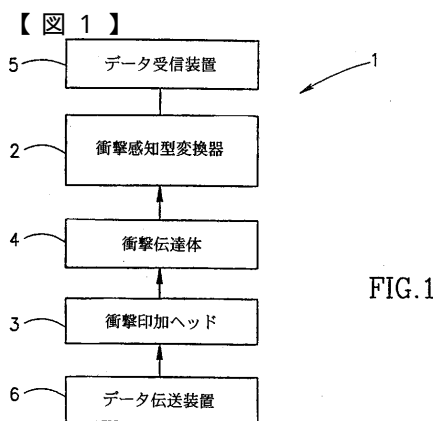 【 図 1 】
5 データ受信装置
1
2 衝撃感知型変換器
4 衝撃伝達体
FIG.1
3 衝撃印加ヘッド
6 データ伝送装置